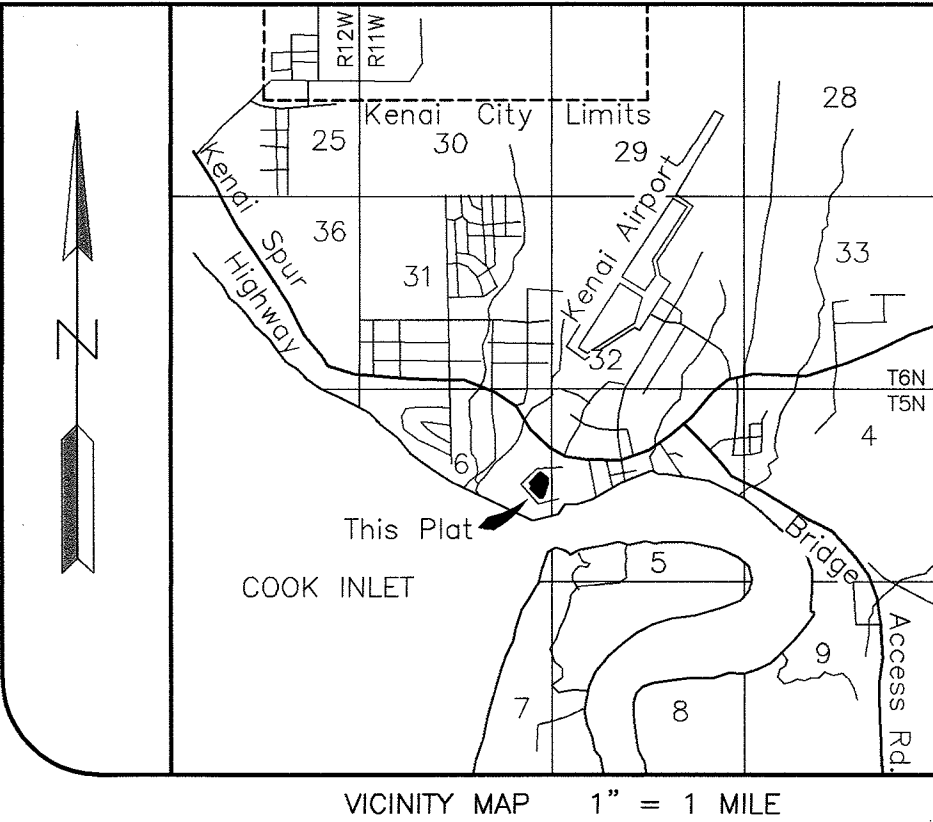 R12W
R11W
28
Kenai City Limits
25
30
29
Kenai Spur
Highway
Kenai Airport
36
31
33
32
N
T6N
T5N
4
6
This Plat
Bridge
Access Rd.
COOK INLET
5
9
7
8
VICINITY MAP 1" = 1 MILE